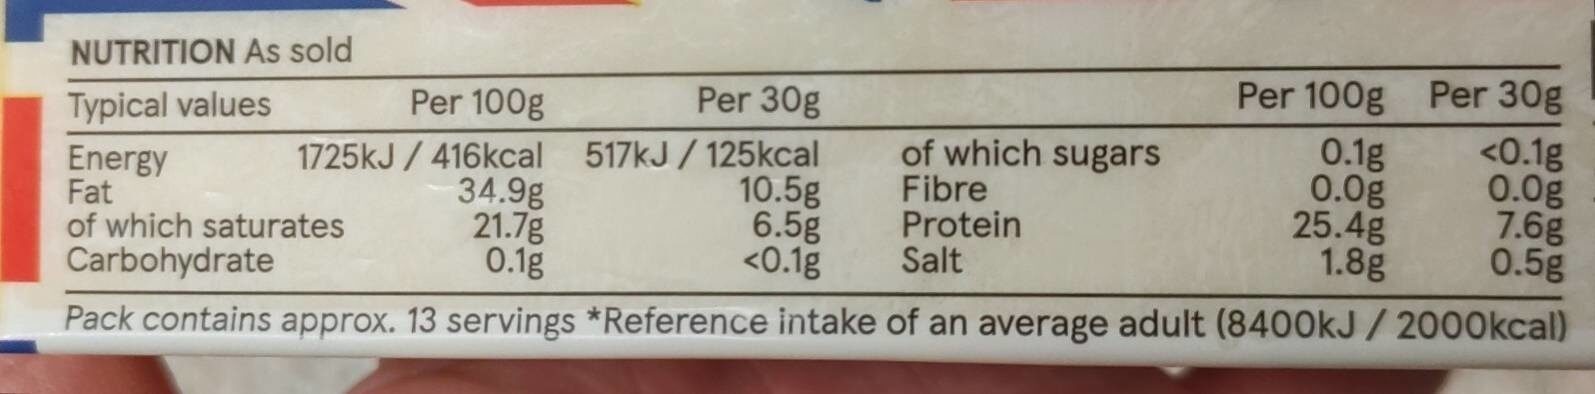 NUTRITION As sold
Typical values Per 100g Per 30g Per 100g Per 30g
Energy 1725kJ / 416kcal 517kJ / 125kcal of which sugars 0.1g <0.1g
Fat 34.9g 10.5g Fibre 0.0g 0.0g
of which saturates 21.7g 6.5g Protein 25.4g 7.6g
Carbohydrate 0.1g <0.1g Salt 1.8g 0.5g
Pack contains approx. 13 servings *Reference intake of an average adult (8400kJ / 2000kcal)